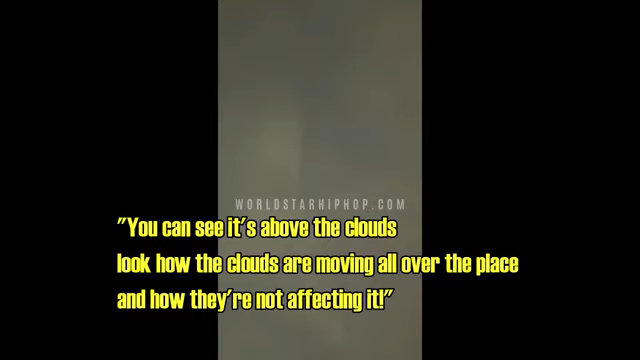 WORLDSTARHIPHOP.COM
"You can see it's above the clouds
look how the clouds are moving all over the place
and how they're not affecting it!"